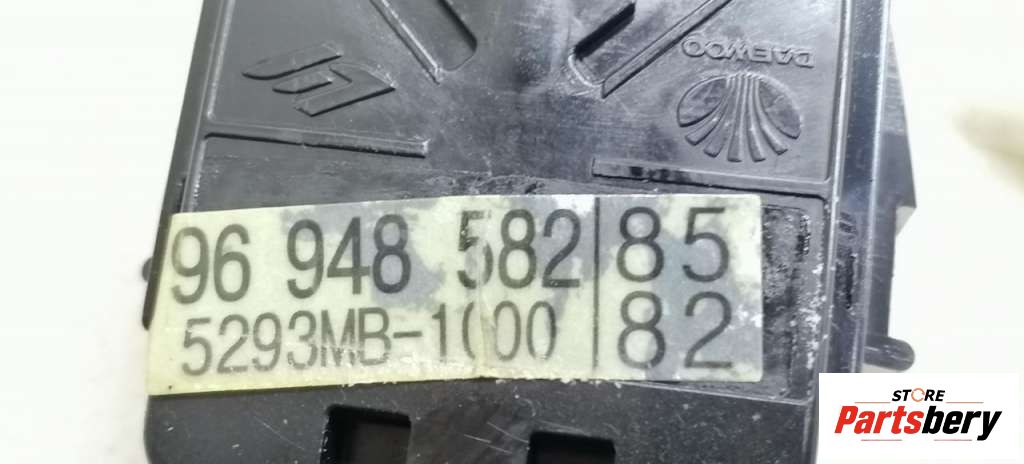 DAEWOO
96 948 582 85
5293MB-1000 82
STORE
Partsbery